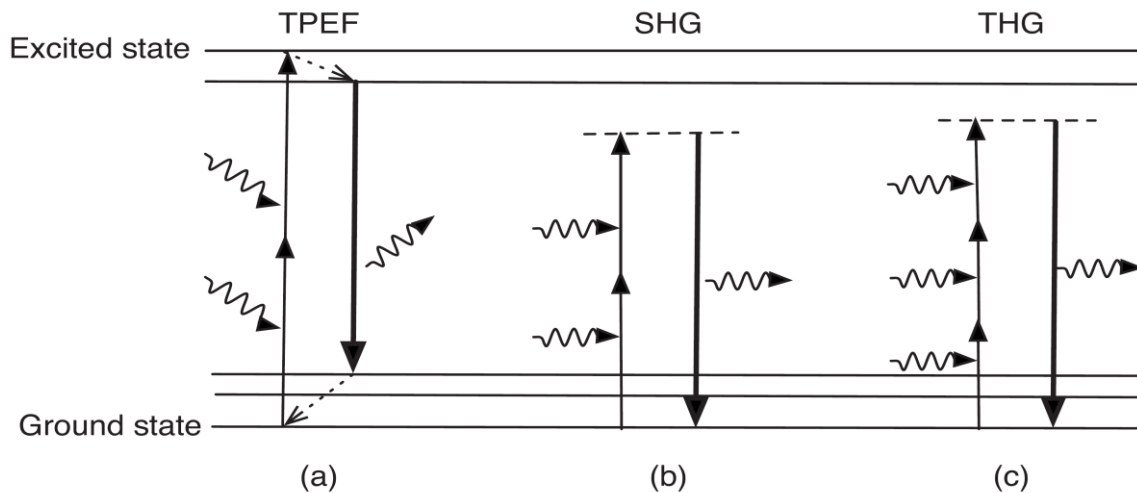 TPEF SHG THG
Excited state
Ground state
(a) (b) (c)